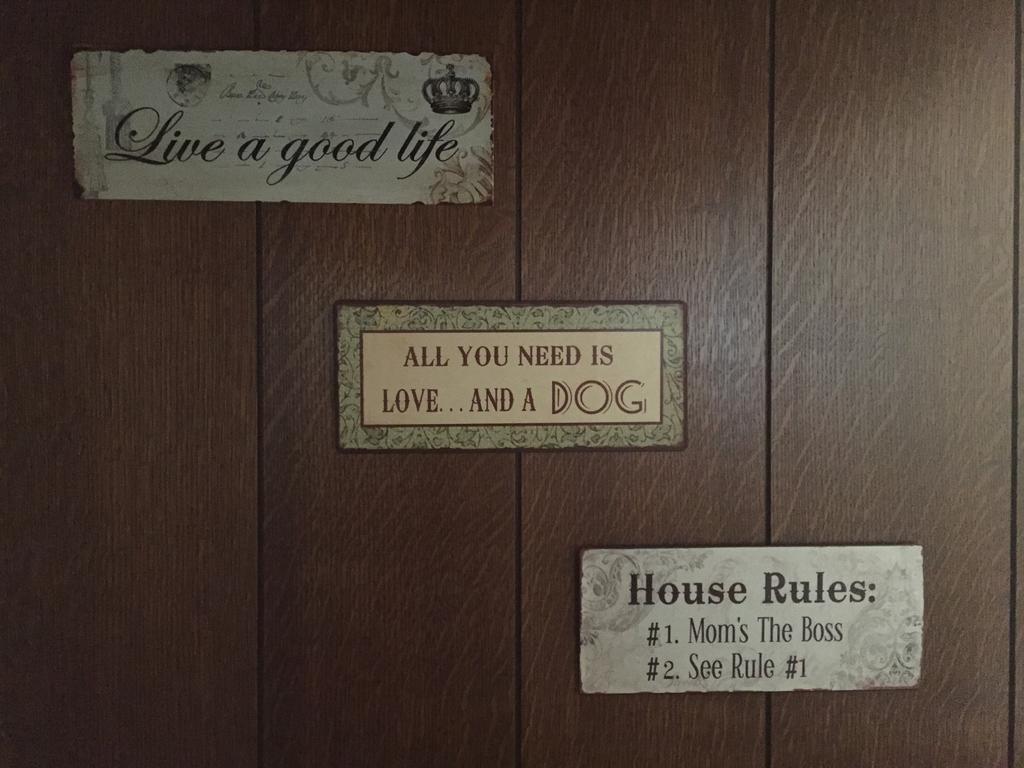 Live a good life
ALL YOU NEED IS
LOVE...AND A DOG
House Rules:
#1. Mom's The Boss
#2. See Rule #1